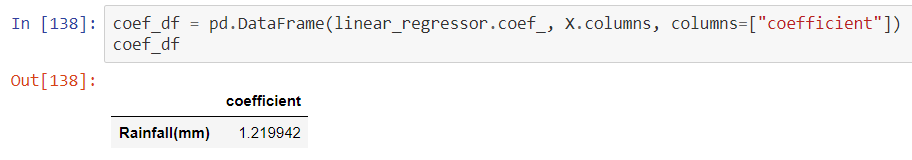 In [138]: coef_df = pd.DataFrame(linear_regressor.coef_, X.columns, columns=["coefficient"])
coef_df
Out[138]:
coefficient
Rainfall(mm) 1.219942